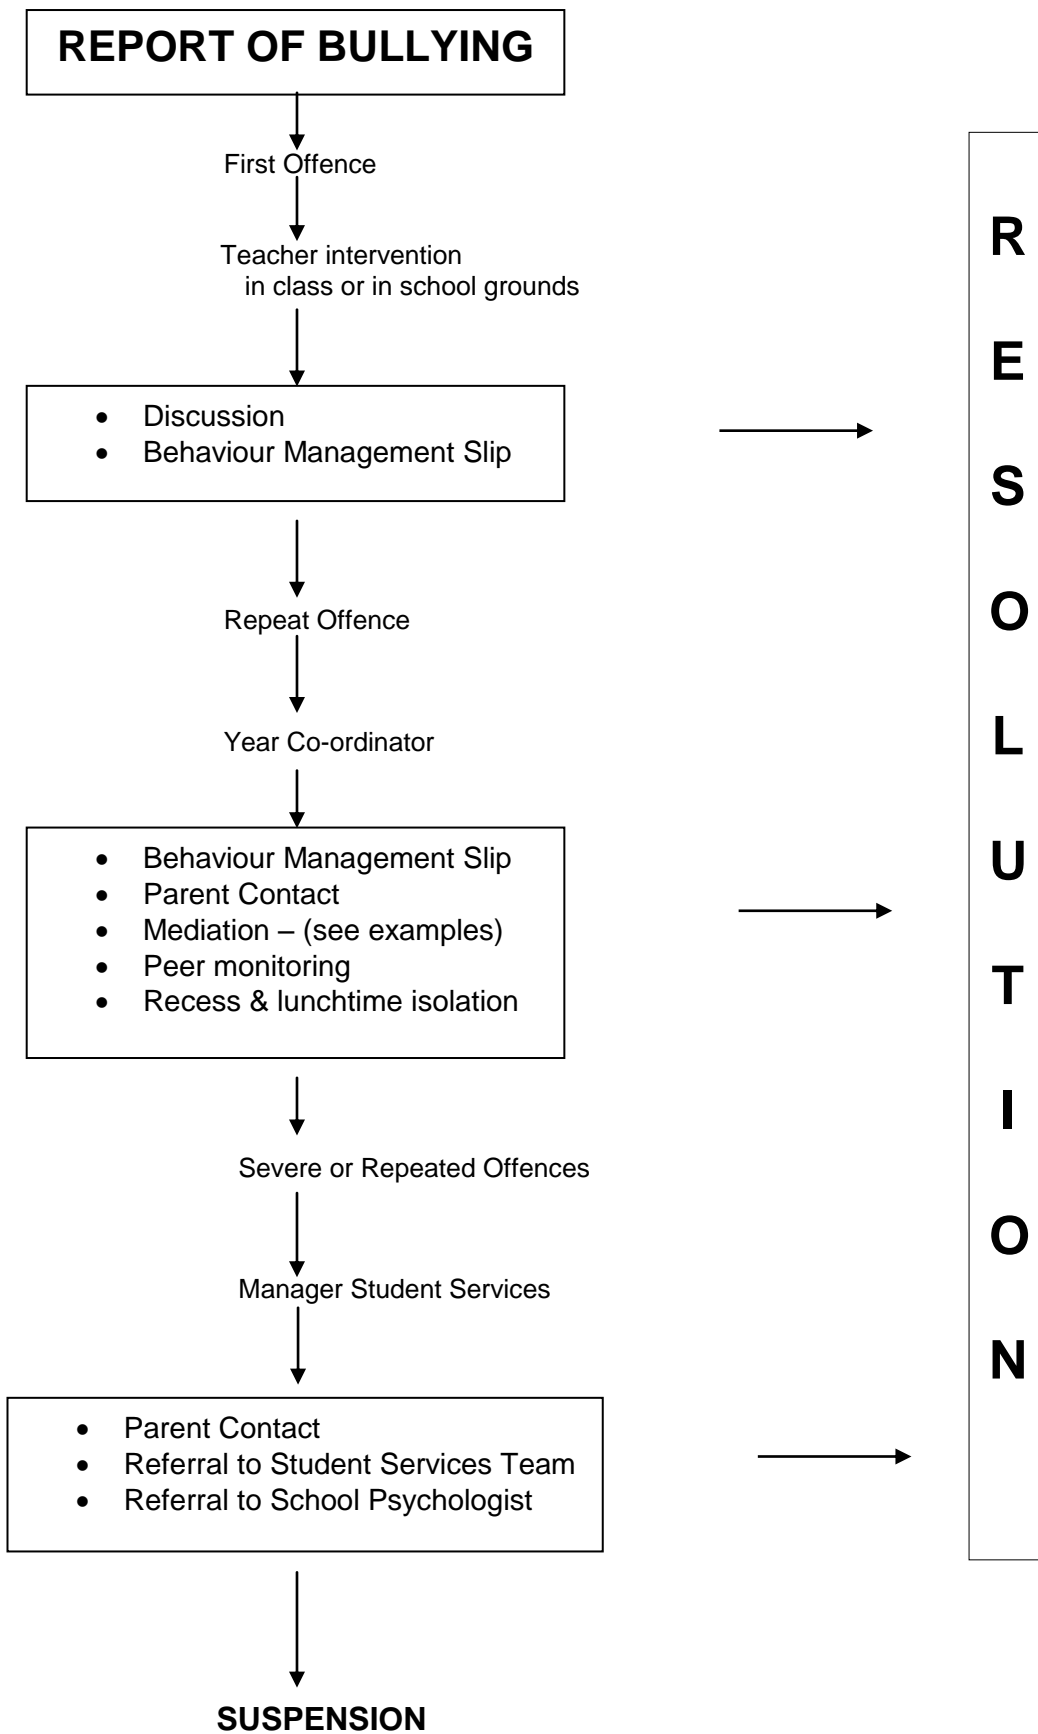 REPORT OF BULLYING
First Offence
Teacher intervention
in class or in school grounds
• Discussion
• Behaviour Management Slip
Repeat Offence
Year Co-ordinator
• Behaviour Management Slip
• Parent Contact
• Mediation – (see examples)
• Peer monitoring
• Recess & lunchtime isolation
Severe or Repeated Offences
Manager Student Services
• Parent Contact
• Referral to Student Services Team
• Referral to School Psychologist
SUSPENSION
R
E
S
O
L
U
T
I
O
N